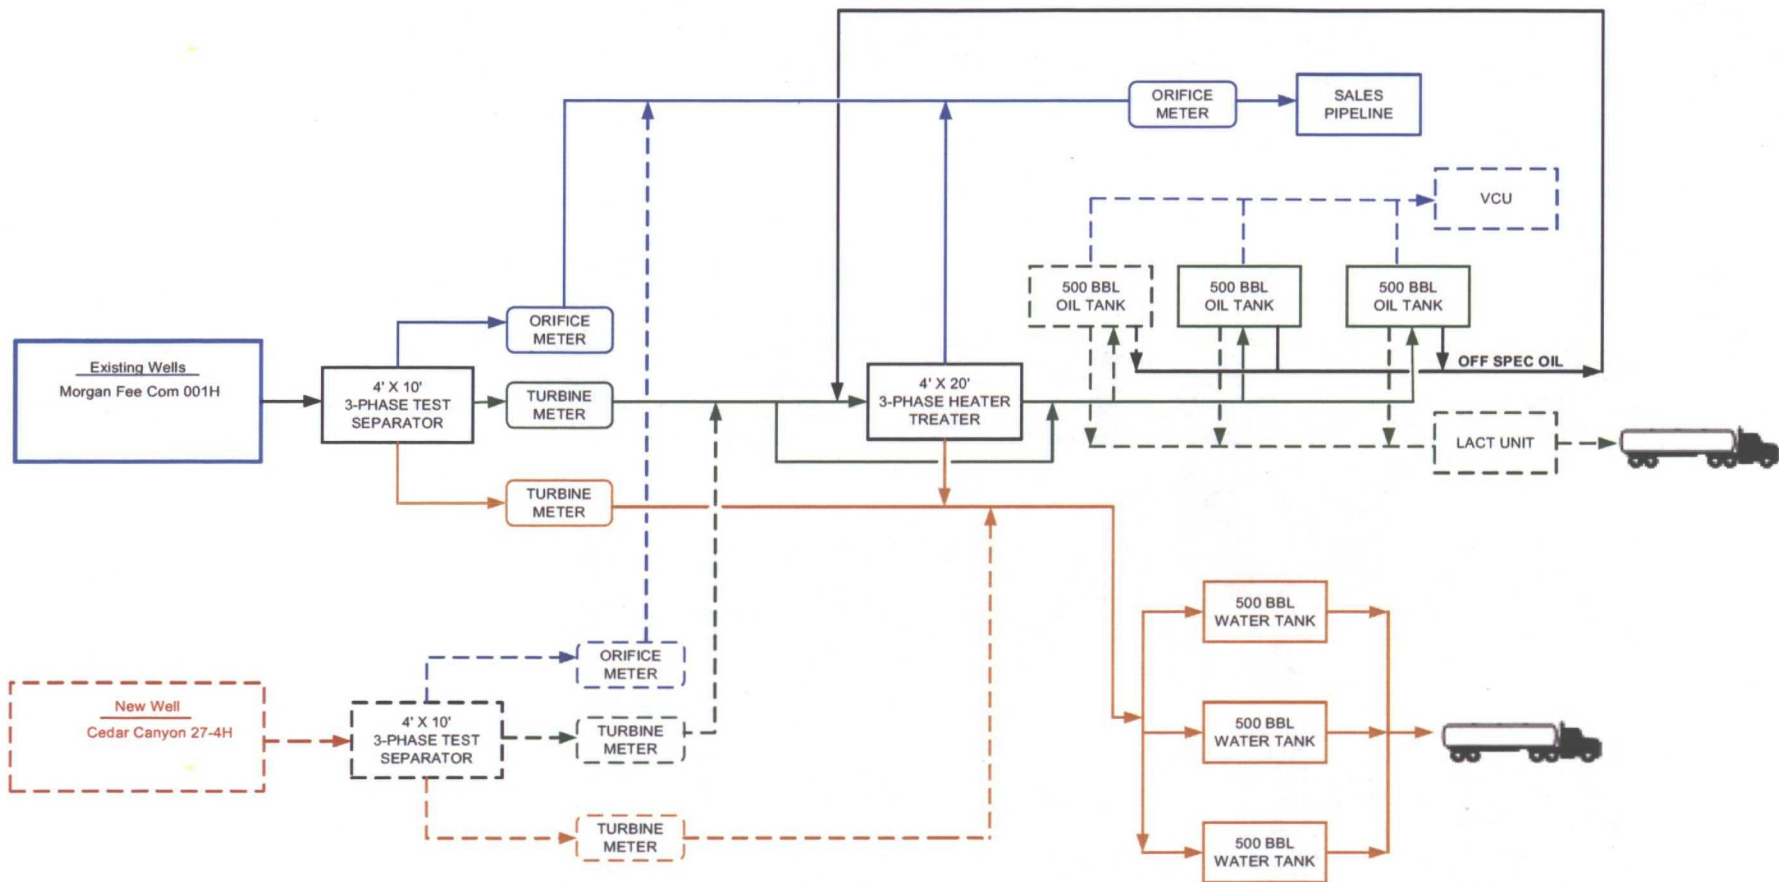 ORIFICE
METER
SALES
PIPELINE
VCU
500 BBL
OIL TANK
500 BBL
OIL TANK
500 BBL
OIL TANK
ORIFICE
METER
Existing Wells
Morgan Fee Com 001H
OFF SPEC OIL
4' X 10'
3-PHASE TEST
SEPARATOR
TURBINE
METER
4' X 20'
3-PHASE HEATER
TREATER
LACT UNIT
TURBINE
METER
500 BBL
WATER TANK
ORIFICE
METER
New Well
Cedar Canyon 27-4H
4' X 10'
3-PHASE TEST
SEPARATOR
TURBINE
METER
500 BBL
WATER TANK
TURBINE
METER
500 BBL
WATER TANK